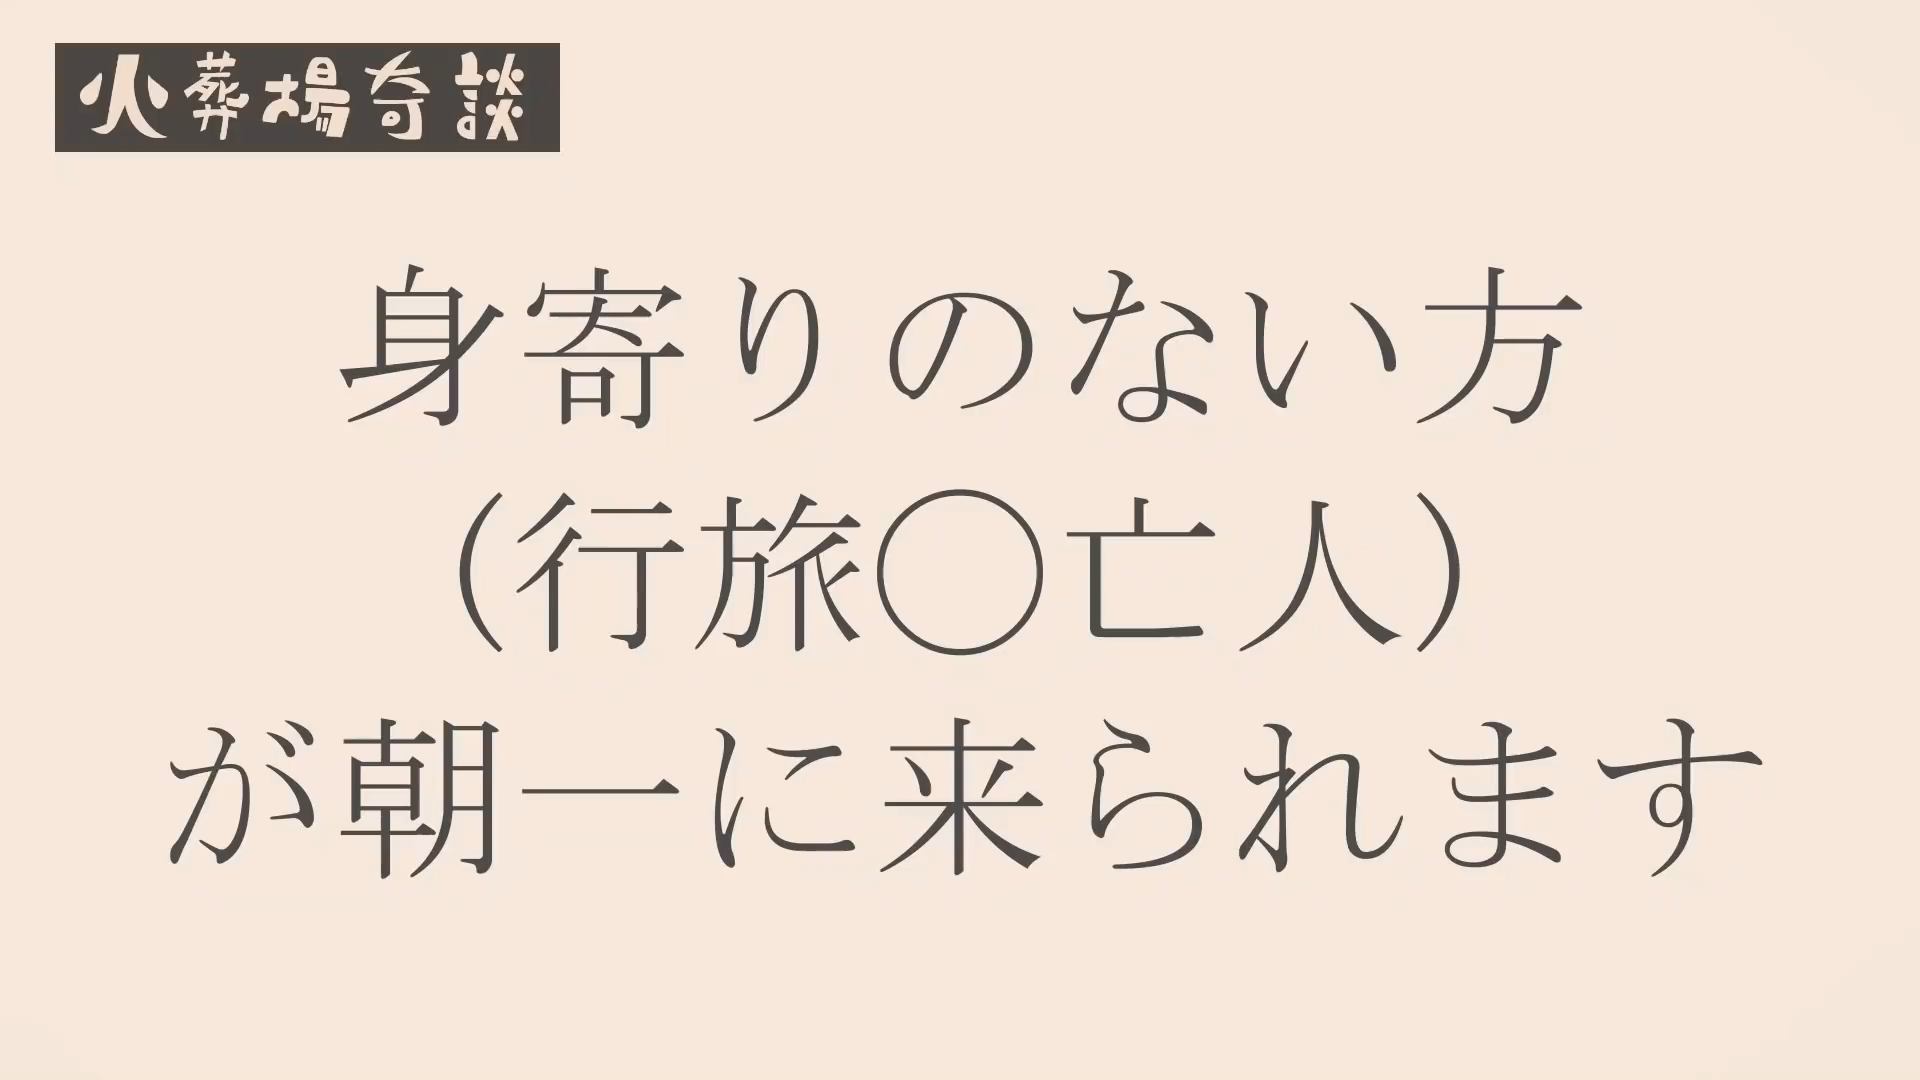 火葬場奇談
身寄りのない方
（行旅〇亡人）
が朝一に来られます